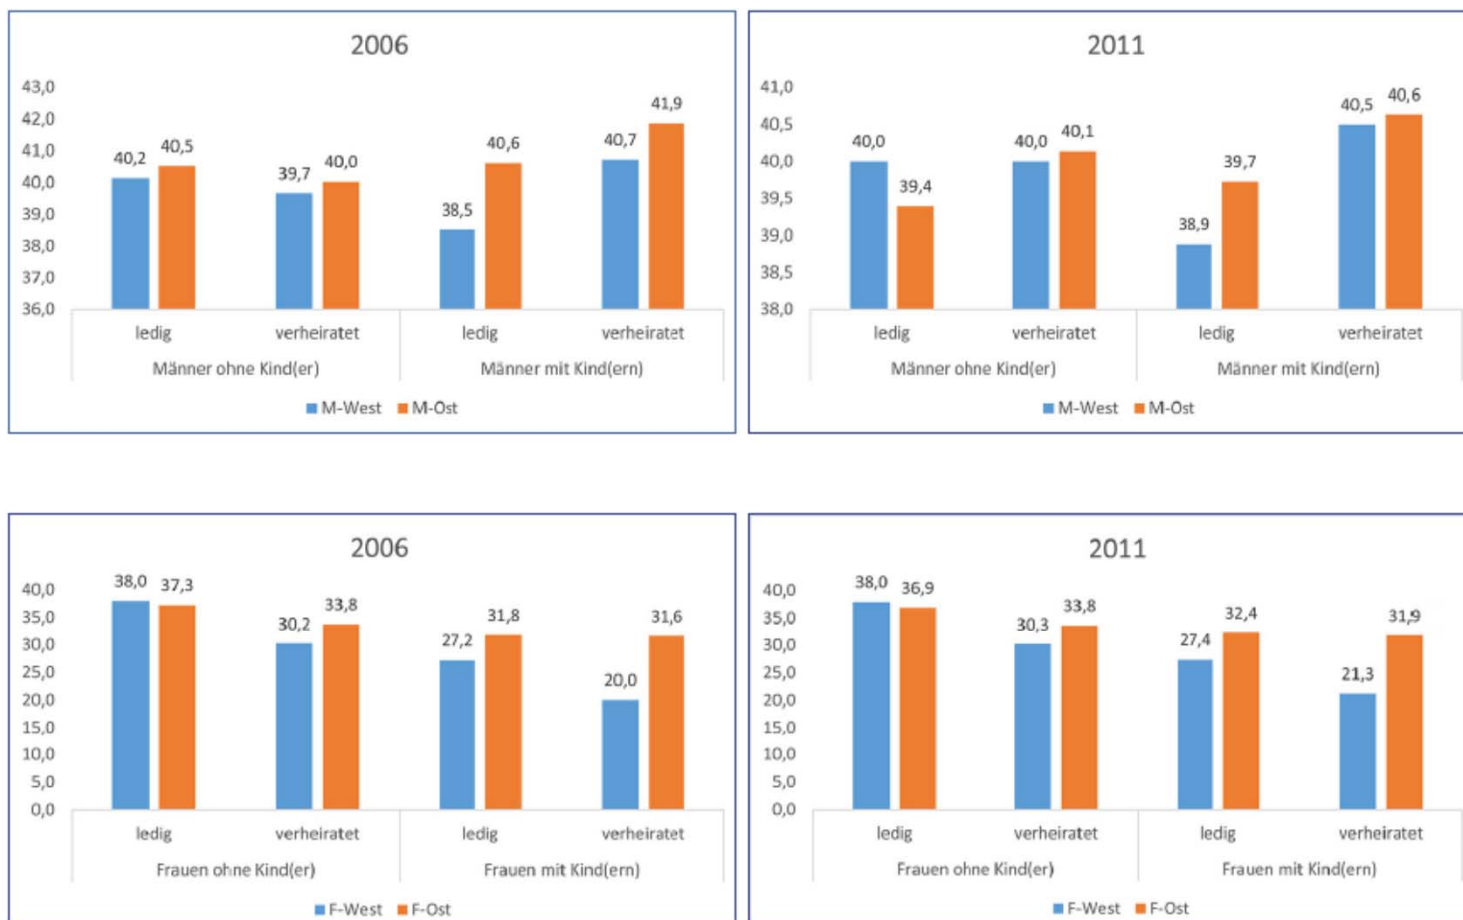 2006
43,0
42,0
41,0
40,0
39,0
38,0
37,0
36,0
40,2 40,5 39,7 40,0 38,5 40,6 40,7 41,9
ledig verheiratet ledig verheiratet
Männer ohne Kind(er) Männer mit Kind(ern)
M-West M-Ost
2011
41,0
40,5
40,0
39,5
39,0
38,5
38,0
40,0 39,4 40,0 40,1 38,9 39,7 40,5 40,6
ledig verheiratet ledig verheiratet
Männer ohne Kind(er) Männer mit Kind(ern)
M-West M-Ost
2006
40,0
35,0
30,0
25,0
20,0
15,0
10,0
5,0
0,0
38,0 37,3 30,2 33,8 27,2 31,8 20,0 31,6
ledig verheiratet ledig verheiratet
Frauen ohne Kind(er) Frauen mit Kind(ern)
F-West F-Ost
2011
40,0
35,0
30,0
25,0
20,0
15,0
10,0
5,0
0,0
38,0 36,9 30,3 33,8 27,4 32,4 21,3 31,9
ledig verheiratet ledig verheiratet
Frauen ohne Kind(er) Frauen mit Kind(ern)
F-West F-Ost